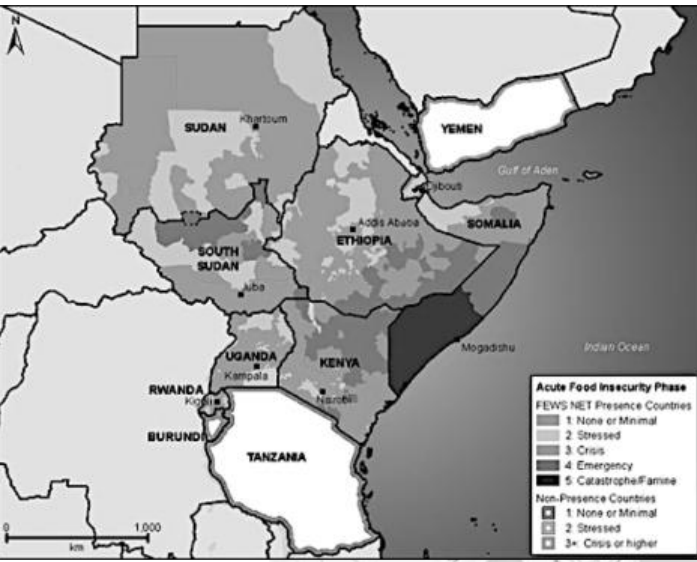 N
SUDAN
Khartoum
YEMEN
Gulf of Aden
Djibouti
Addis Ababa
ETHIOPIA
SOMALIA
SOUTH
SUDAN
Juba
UGANDA
Kampala
KENYA
Nairobi
Mogadishu
Indian Ocean
RWANDA
Kigali
BURUNDI
TANZANIA
0 1,000
km
Acute Food Insecurity Phase
FEWS NET Presence Countries
1: None or Minimal
2: Stressed
3: Crisis
4: Emergency
5: Catastrophe/Famine
Non-Presence Countries
1: None or Minimal
2: Stressed
3+: Crisis or higher